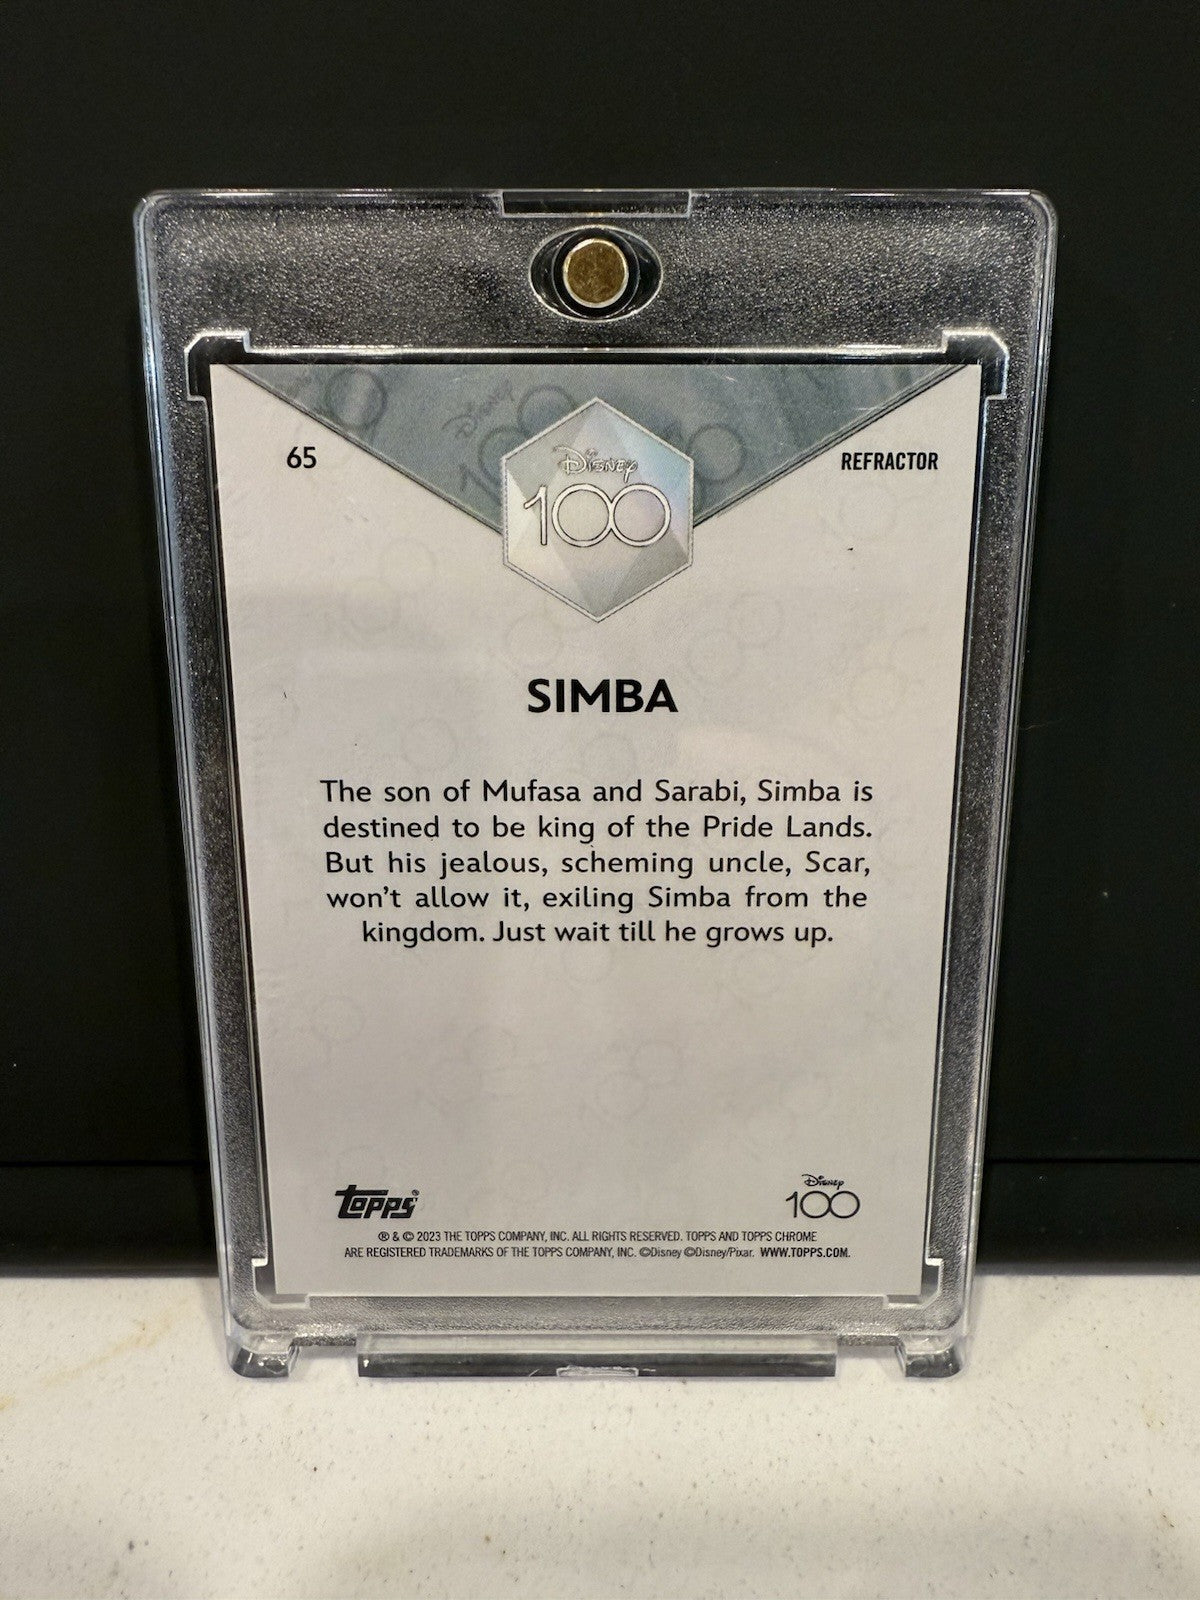 65
REFRACTOR
Disney
100
SIMBA
The son of Mufasa and Sarabi, Simba is
destined to be king of the Pride Lands.
But his jealous, scheming uncle, Scar,
won't allow it, exiling Simba from the
kingdom. Just wait till he grows up.
Topps®
Disney
100
® & © 2023 THE TOPPS COMPANY, INC. ALL RIGHTS RESERVED. TOPPS AND TOPPS CHROME
ARE REGISTERED TRADEMARKS OF THE TOPPS COMPANY, INC. ©Disney ©Disney/Pixar. WWW.TOPPS.COM.